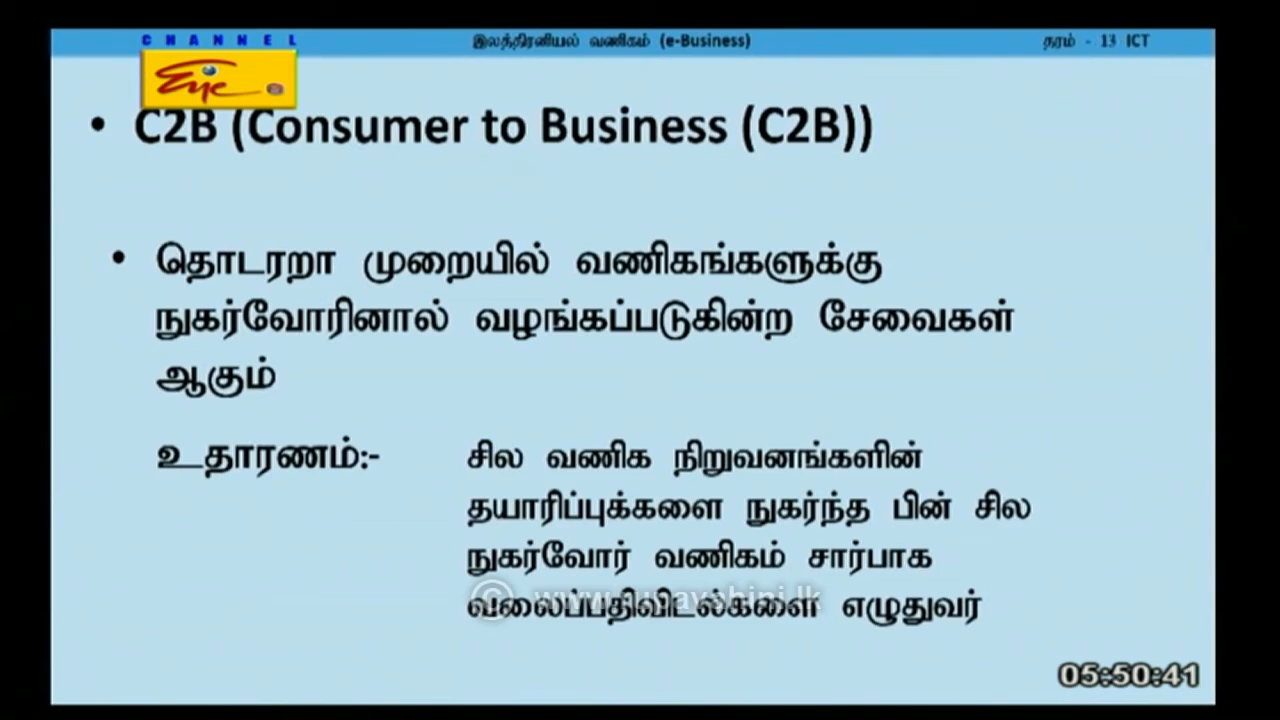 CHANNEL
Eye
இலத்திரனியல் வணிகம் (e-Business)
தரம் - 13 ICT
• C2B (Consumer to Business (C2B))
• தொடரறா முறையில் வணிகங்களுக்கு
நுகர்வோரினால் வழங்கப்படுகின்ற சேவைகள்
ஆகும்
உதாரணம்:- சில வணிக நிறுவனங்களின்
தயாரிப்புக்களை நுகர்ந்த பின் சில
நுகர்வோர் வணிகம் சார்பாக
வலைப்பதிவிடல்களை எழுதுவர்
05:50:41